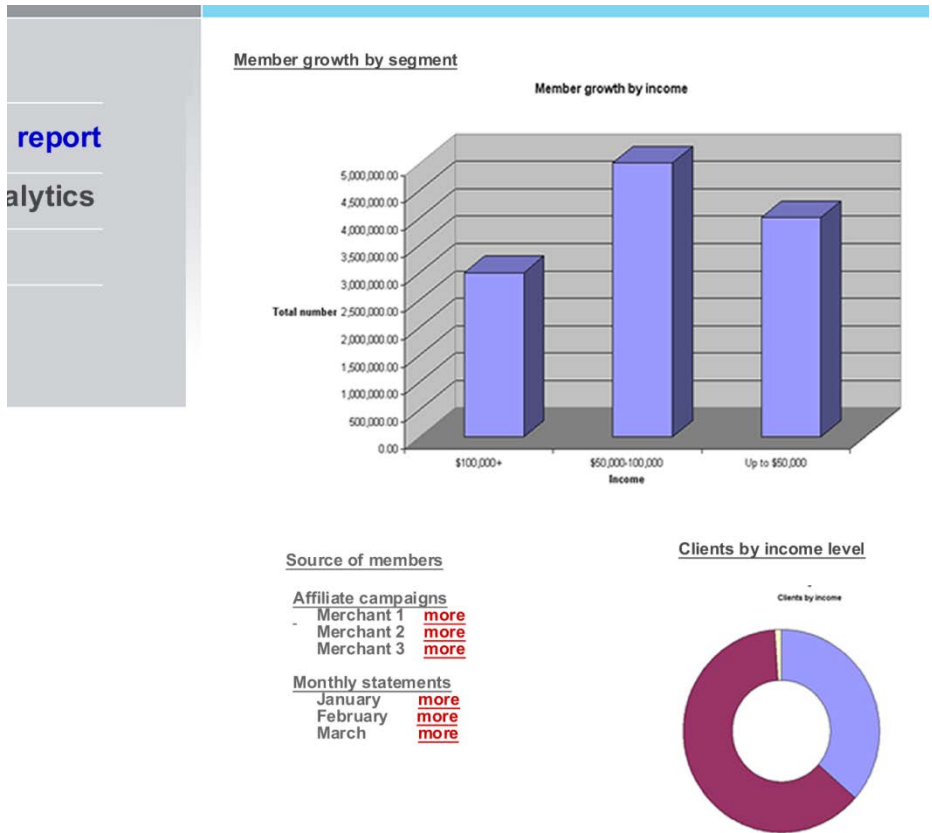 report
alytics
Member growth by segment
Member growth by income
5,000,000.00
4,500,000.00
4,000,000.00
3,500,000.00
3,000,000.00
Total number 2,500,000.00
2,000,000.00
1,500,000.00
1,000,000.00
500,000.00
0.00
$100,000+ $50,000-100,000 Up to $50,000
Income
Source of members
Affiliate campaigns
Merchant 1 more
Merchant 2 more
Merchant 3 more
Monthly statements
January more
February more
March more
Clients by income level
Clients by income